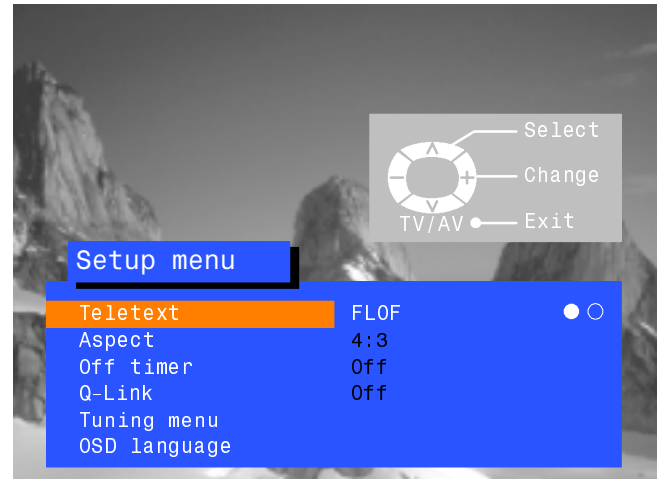 Select
Change
TV/AV Exit
Setup menu
Teletext FLOF
Aspect 4:3
Off timer Off
Q-Link Off
Tuning menu
OSD language